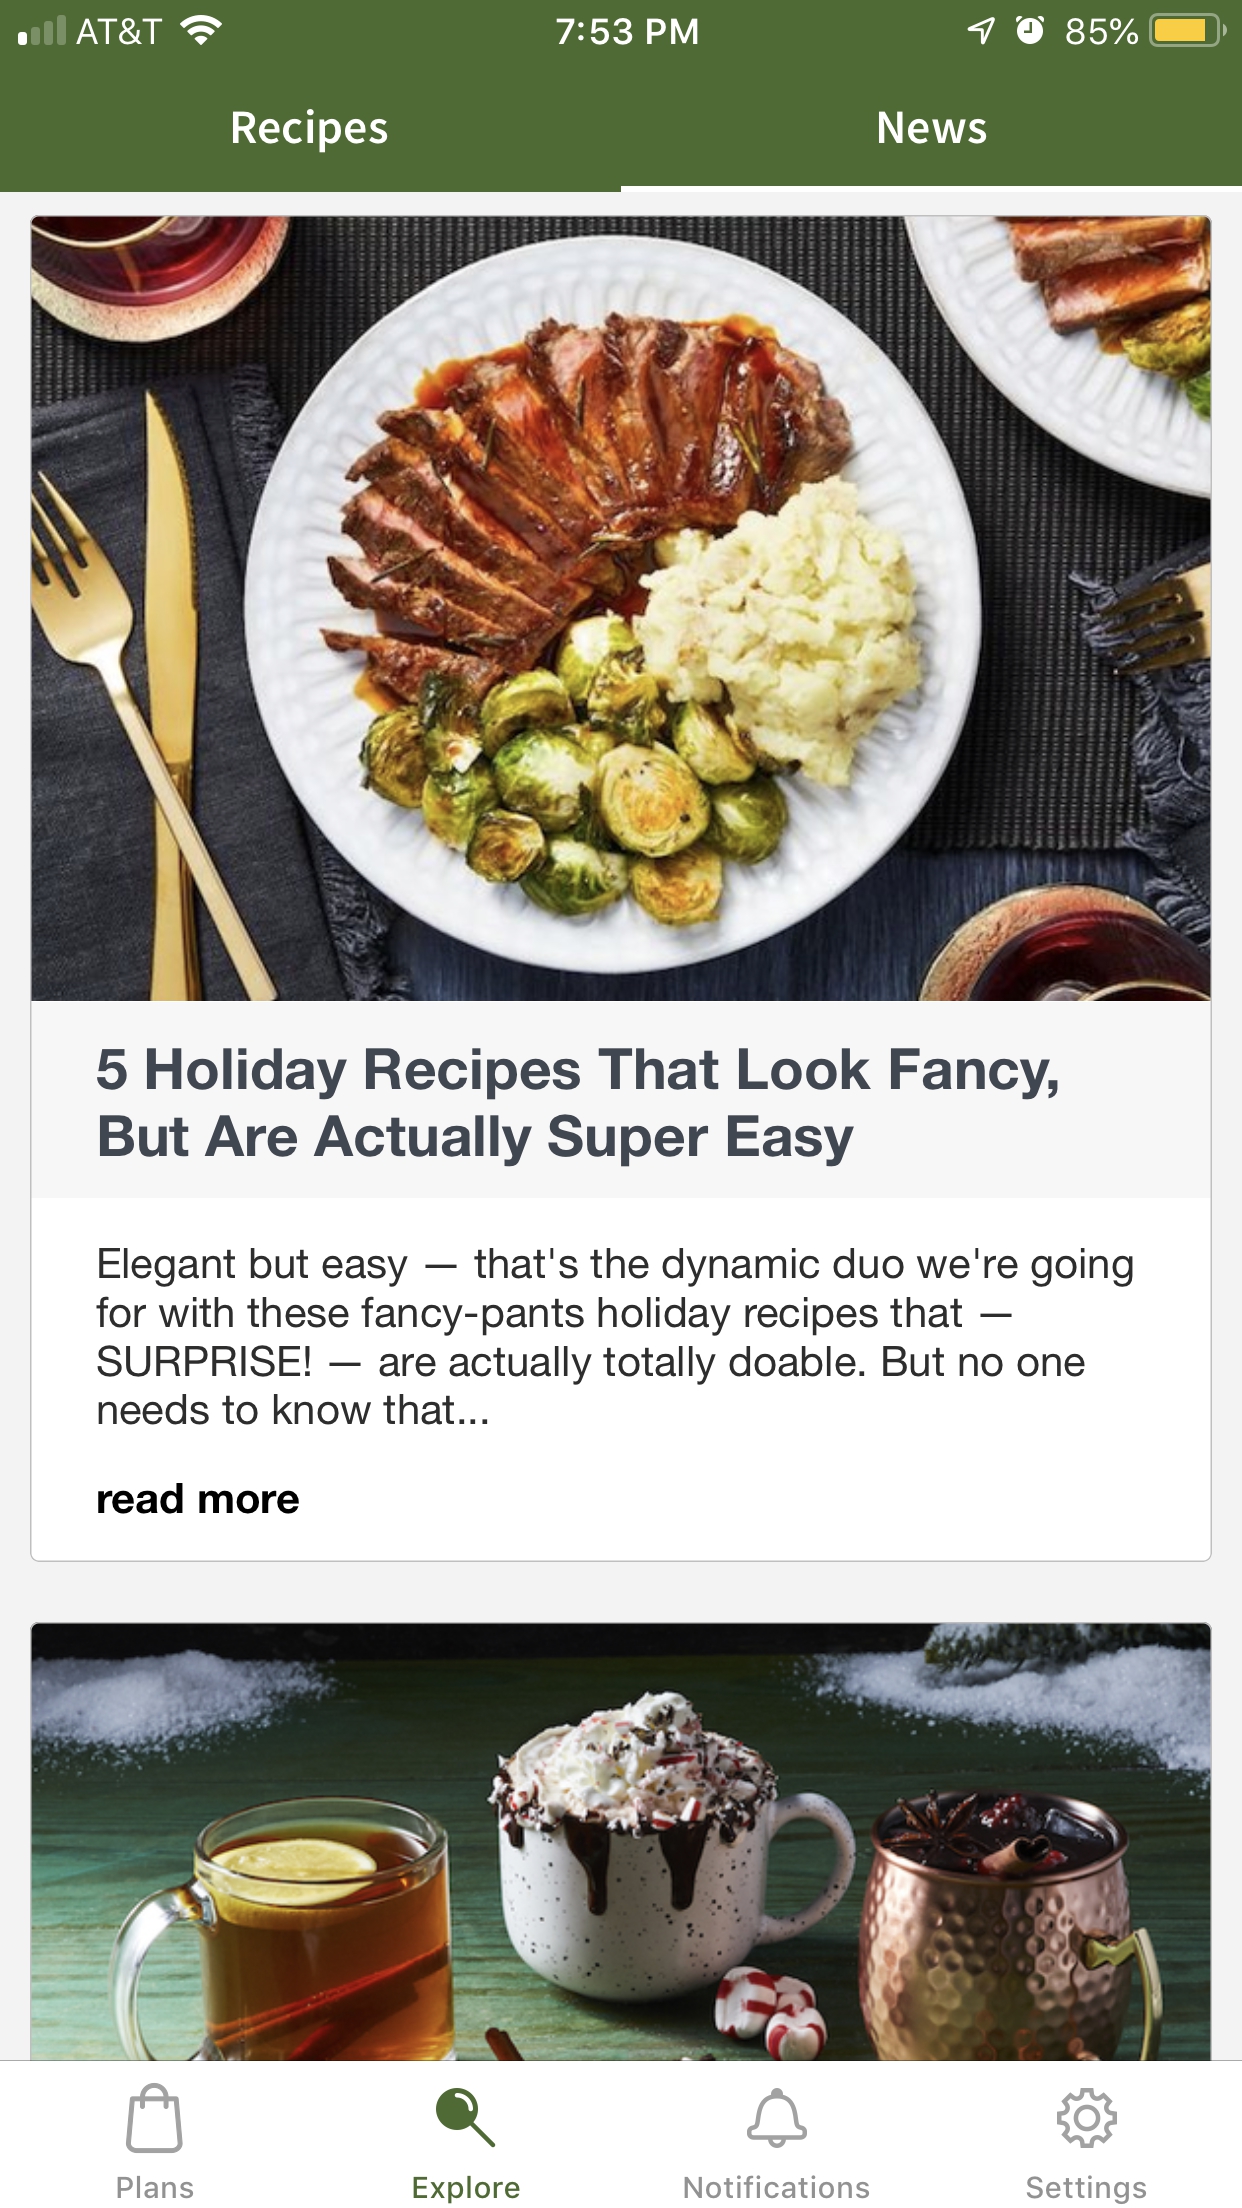 AT&T 7:53 PM 85%
Recipes News
5 Holiday Recipes That Look Fancy,
But Are Actually Super Easy
Elegant but easy — that's the dynamic duo we're going
for with these fancy-pants holiday recipes that —
SURPRISE! — are actually totally doable. But no one
needs to know that...
read more
Plans Explore Notifications Settings